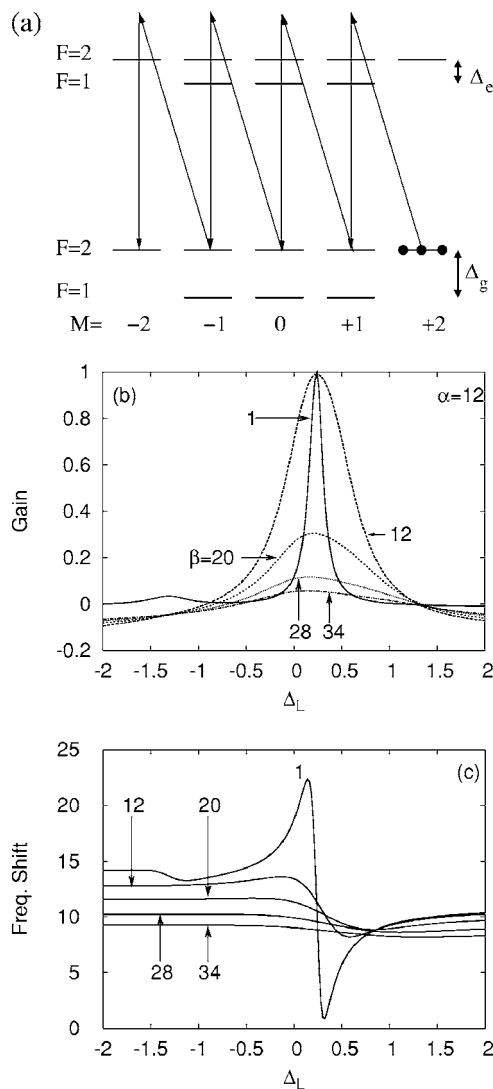 (a)
F=2
F=1
Δe
F=2
F=1
Δg
M= −2 −1 0 +1 +2
(b)
α=12
1
12
β=20
28
34
Gain
1
0.8
0.6
0.4
0.2
0
-0.2
-2 -1.5 -1 -0.5 0 0.5 1 1.5 2
ΔL
(c)
1
12
20
28
34
Freq. Shift
25
20
15
10
5
0
-2 -1.5 -1 -0.5 0 0.5 1 1.5 2
ΔL